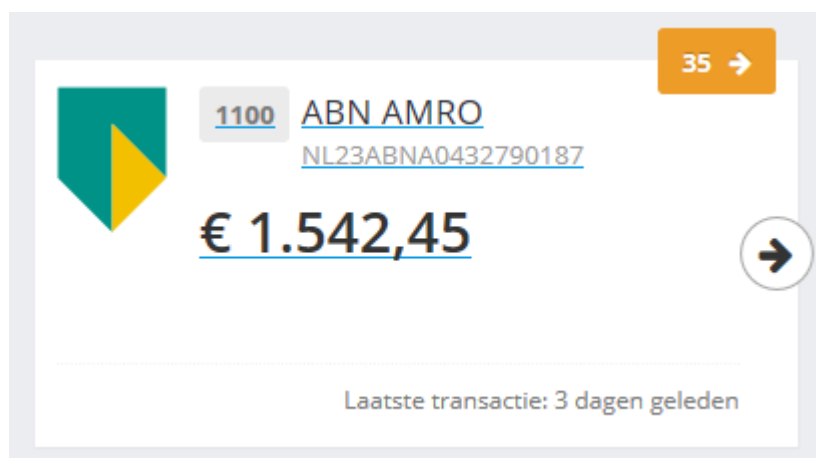 35
1100 ABN AMRO
NL23ABNA0432790187
€ 1.542,45
Laatste transactie: 3 dagen geleden